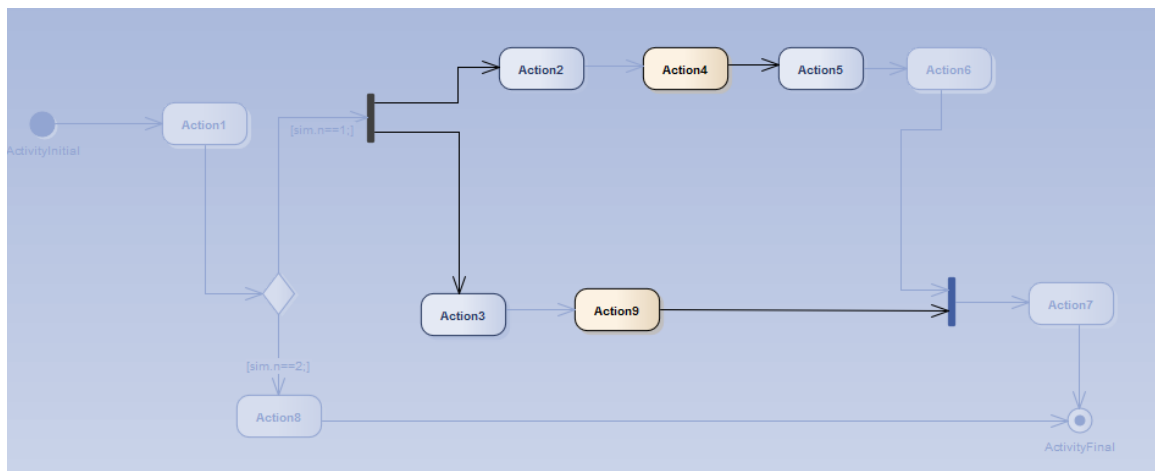 Action2
Action4
Action5
Action6
Action1
[sim.n==1;]
ActivityInitial
Action3
Action9
Action7
[sim.n==2;]
Action8
ActivityFinal